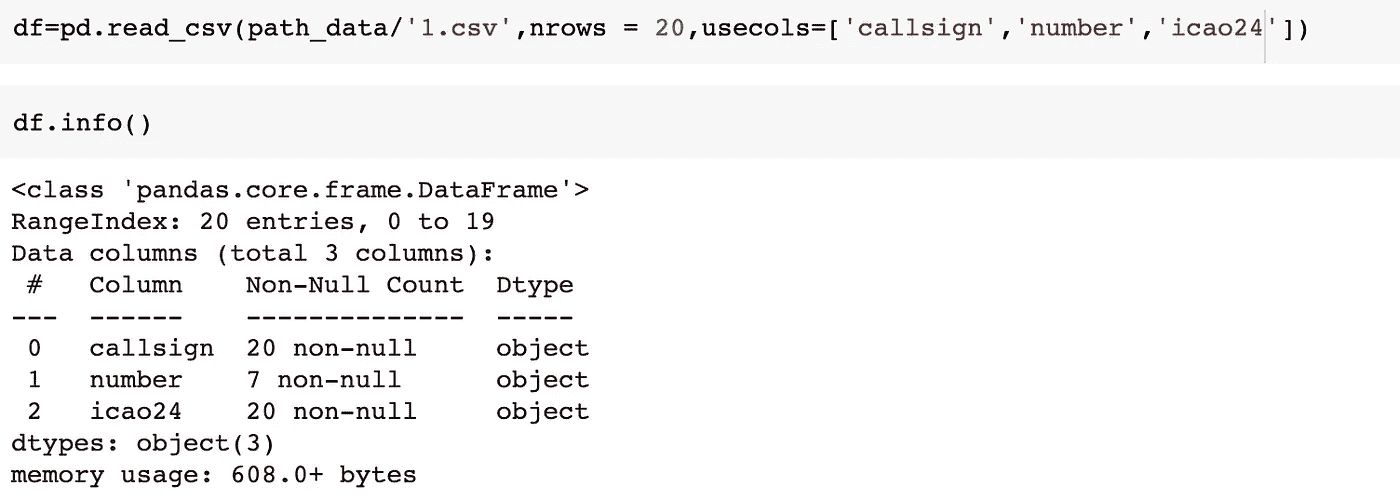 df=pd.read_csv(path_data/'1.csv',nrows = 20,usecols=['callsign','number','icao24'])
df.info()
<class 'pandas.core.frame.DataFrame'>
RangeIndex: 20 entries, 0 to 19
Data columns (total 3 columns):
 #   Column    Non-Null Count  Dtype
---  ------    --------------  -----
 0   callsign  20 non-null     object
 1   number    7 non-null      object
 2   icao24    20 non-null     object
dtypes: object(3)
memory usage: 608.0+ bytes